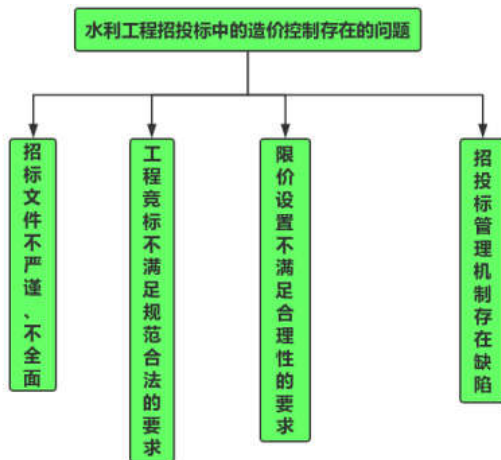 水利工程招投标中的造价控制存在的问题
招标文件不严谨、不全面
工程竞标不满足规范合法的要求
限价设置不满足合理性的要求
招投标管理机制存在缺陷